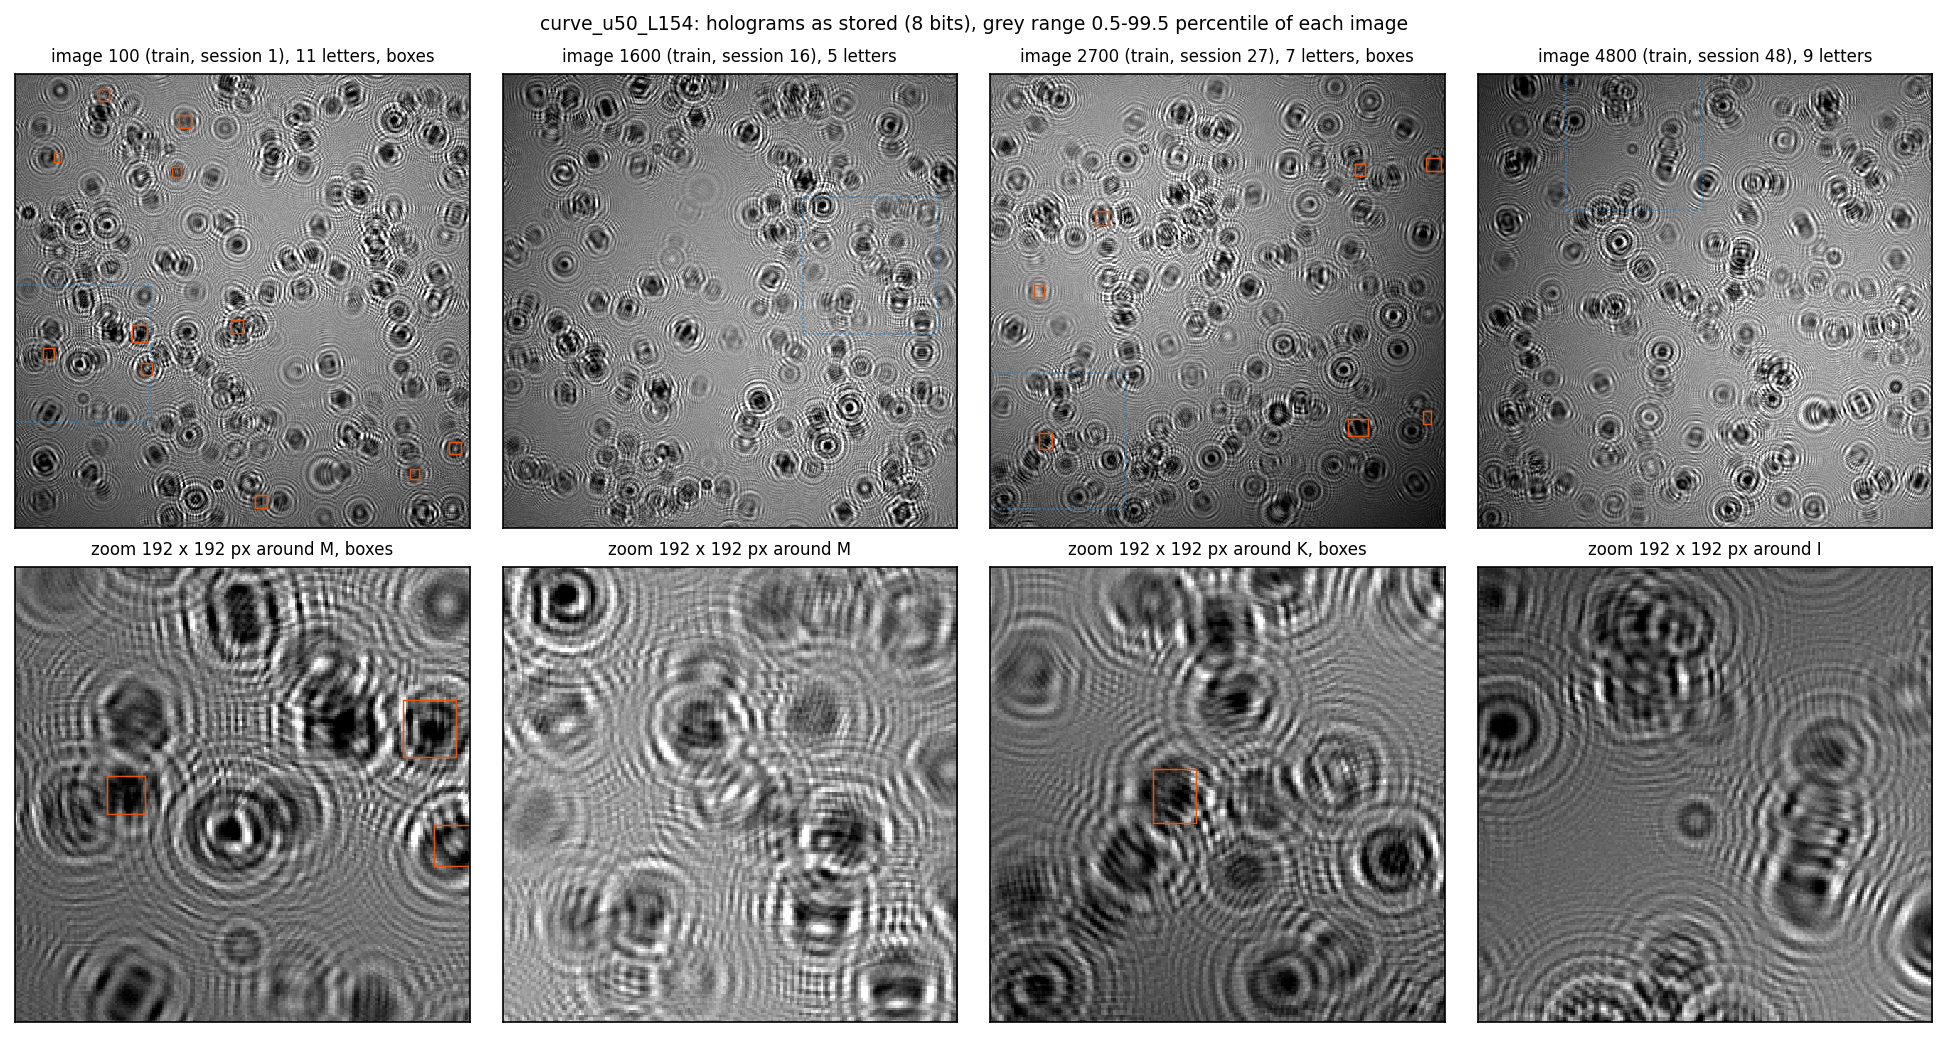 curve_u50_L154: holograms as stored (8 bits), grey range 0.5-99.5 percentile of each image
image 100 (train, session 1), 11 letters, boxes
image 1600 (train, session 16), 5 letters
image 2700 (train, session 27), 7 letters, boxes
image 4800 (train, session 48), 9 letters
zoom 192 x 192 px around M, boxes
zoom 192 x 192 px around M
zoom 192 x 192 px around K, boxes
zoom 192 x 192 px around I